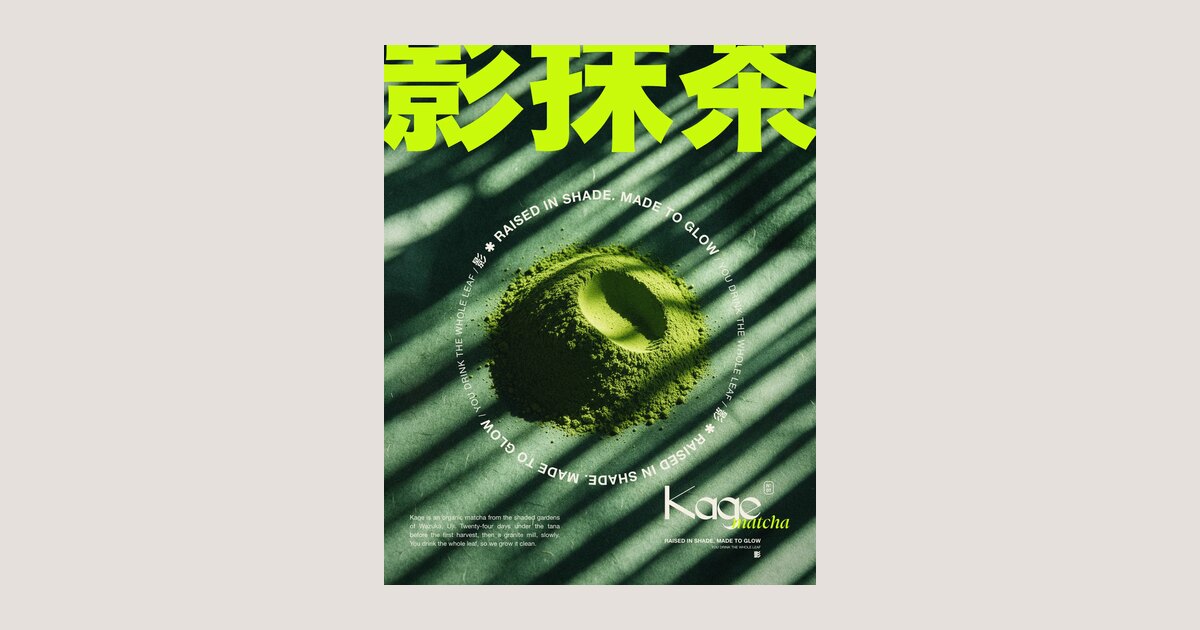 影抹茶
✱ RAISED IN SHADE. MADE TO GLOW / YOU DRINK THE WHOLE LEAF / 影
✱ RAISED IN SHADE. MADE TO GLOW / YOU DRINK THE WHOLE LEAF / 影
Kage is an organic matcha from the shaded gardens
of Wazuka, Uji. Twenty-four days under the tana
before the first harvest, then a granite mill, slowly.
You drink the whole leaf, so we grow it clean.
Kage
matcha
RAISED IN SHADE. MADE TO GLOW
YOU DRINK THE WHOLE LEAF
影